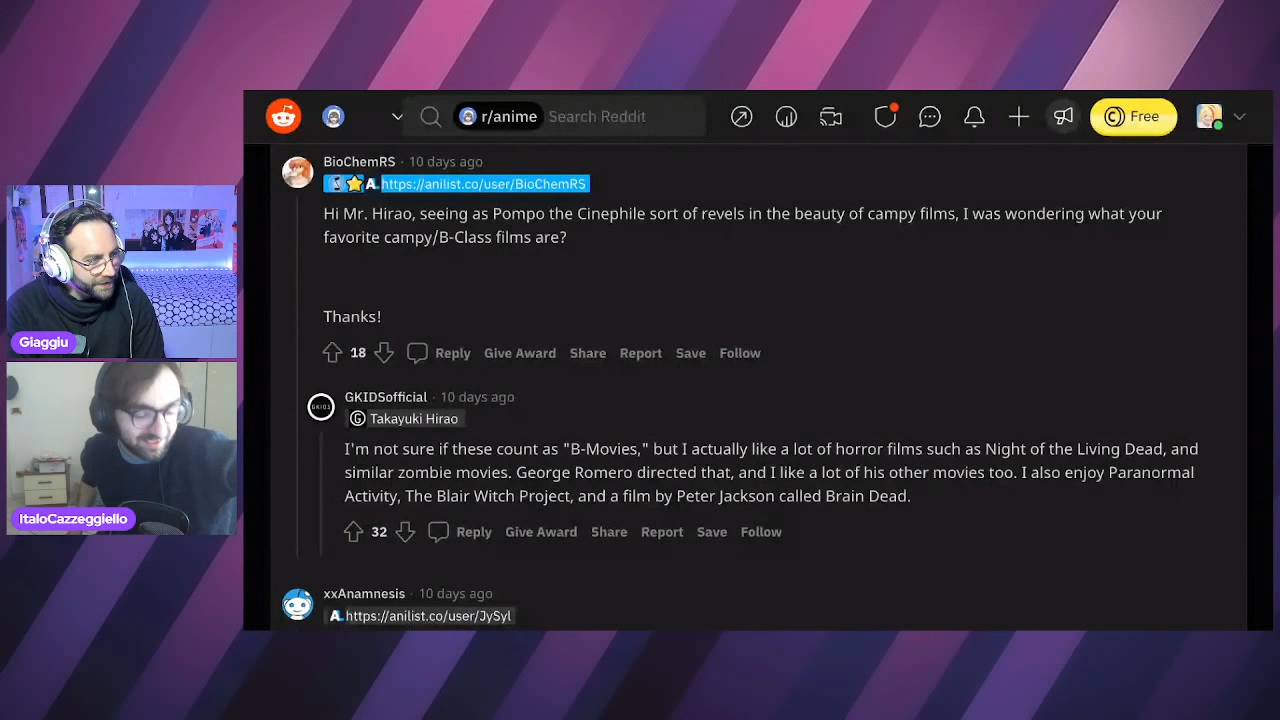 r/anime Search Reddit Free
BioChemRS · 10 days ago
https://anilist.co/user/BioChemRS
Hi Mr. Hirao, seeing as Pompo the Cinephile sort of revels in the beauty of campy films, I was wondering what your
favorite campy/B-Class films are?
Thanks!
18 Reply Give Award Share Report Save Follow
GKIDS
GKIDSofficial · 10 days ago
Takayuki Hirao
I'm not sure if these count as "B-Movies," but I actually like a lot of horror films such as Night of the Living Dead, and
similar zombie movies. George Romero directed that, and I like a lot of his other movies too. I also enjoy Paranormal
Activity, The Blair Witch Project, and a film by Peter Jackson called Brain Dead.
32 Reply Give Award Share Report Save Follow
xxAnamnesis · 10 days ago
https://anilist.co/user/JySyl
Giaggiu
ItaloCazzeggiello